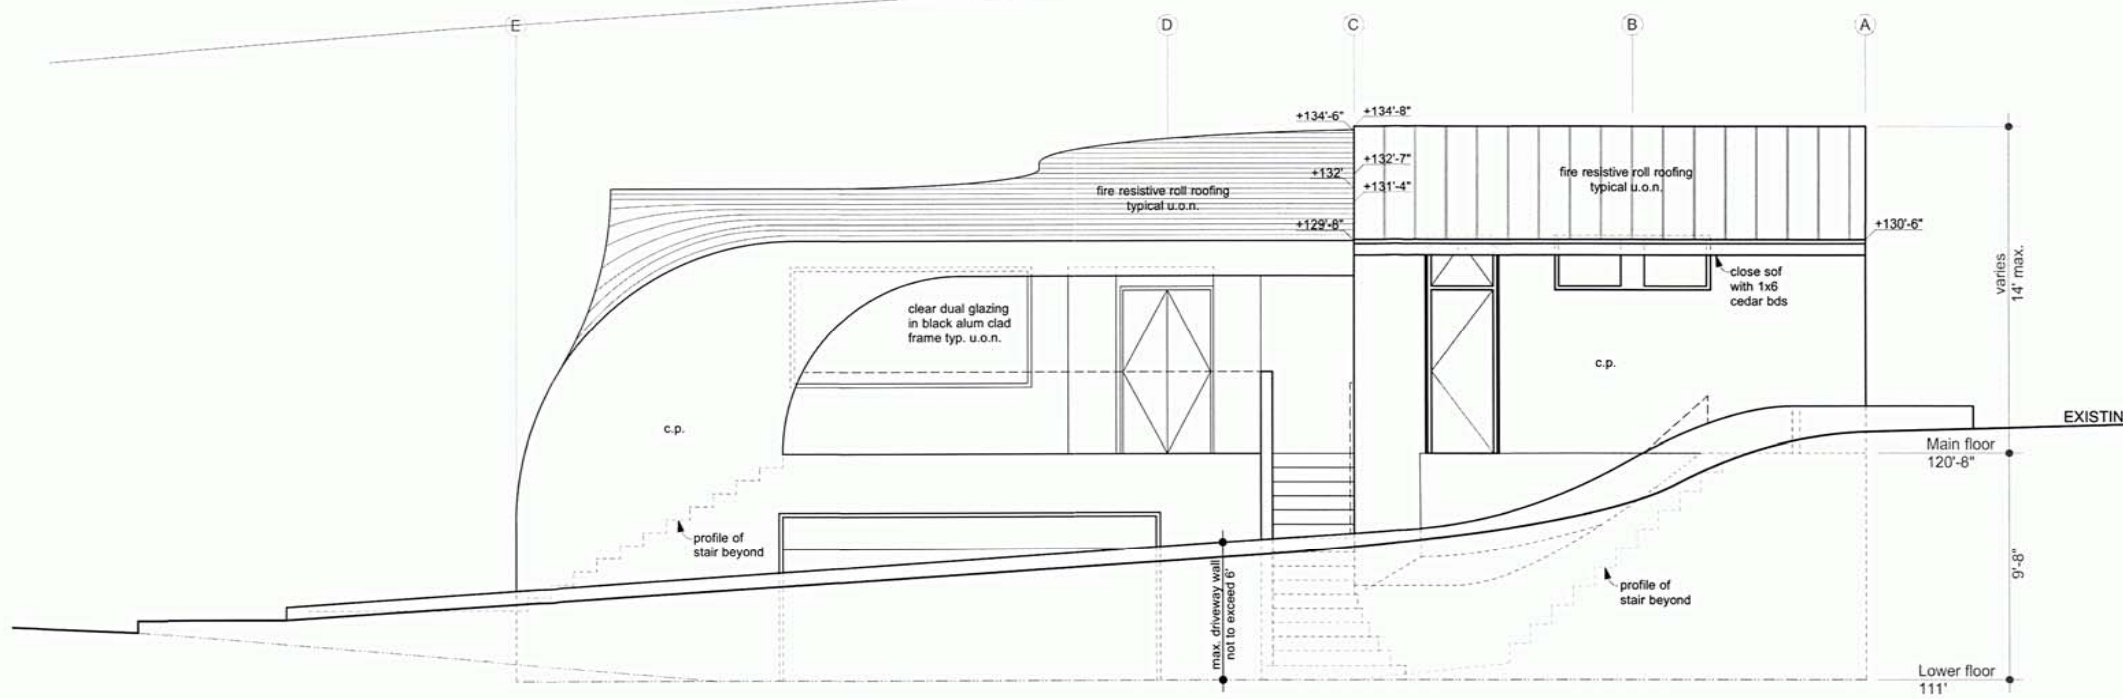 E
D
C
B
A
+134'-6"
+134'-8"
+132'-7"
+132'
+131'-4"
+129'-8"
+130'-6"
fire resistive roll roofing
typical u.o.n.
fire resistive roll roofing
typical u.o.n.
clear dual glazing
in black alum clad
frame typ. u.o.n.
close sof
with 1x6
cedar bds
varies
14' max.
c.p.
c.p.
EXISTIN
Main floor
120'-8"
profile of
stair beyond
max. driveway wall
not to exceed 6'
profile of
stair beyond
9'-8"
Lower floor
111'